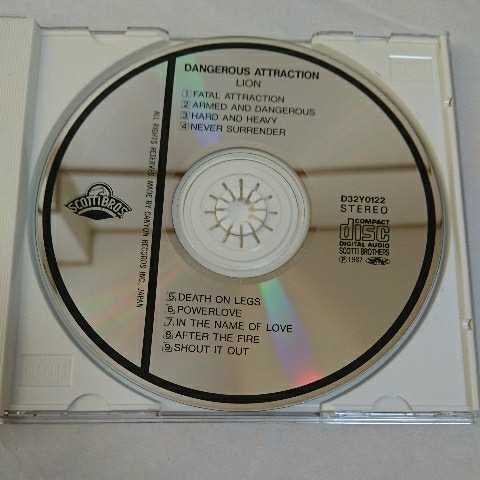 DANGEROUS ATTRACTION
LION
1 FATAL ATTRACTION
2 ARMED AND DANGEROUS
3 HARD AND HEAVY
4 NEVER SURRENDER
ALL RIGHTS RESERVED. MADE BY CANYON RECORDS INC., JAPAN
SCOTTI BROS
D32Y0122
STEREO
COMPACT
disc
DIGITAL AUDIO
SCOTTI BROTHERS
℗ 1987
5 DEATH ON LEGS
6 POWERLOVE
7 IN THE NAME OF LOVE
8 AFTER THE FIRE
9 SHOUT IT OUT